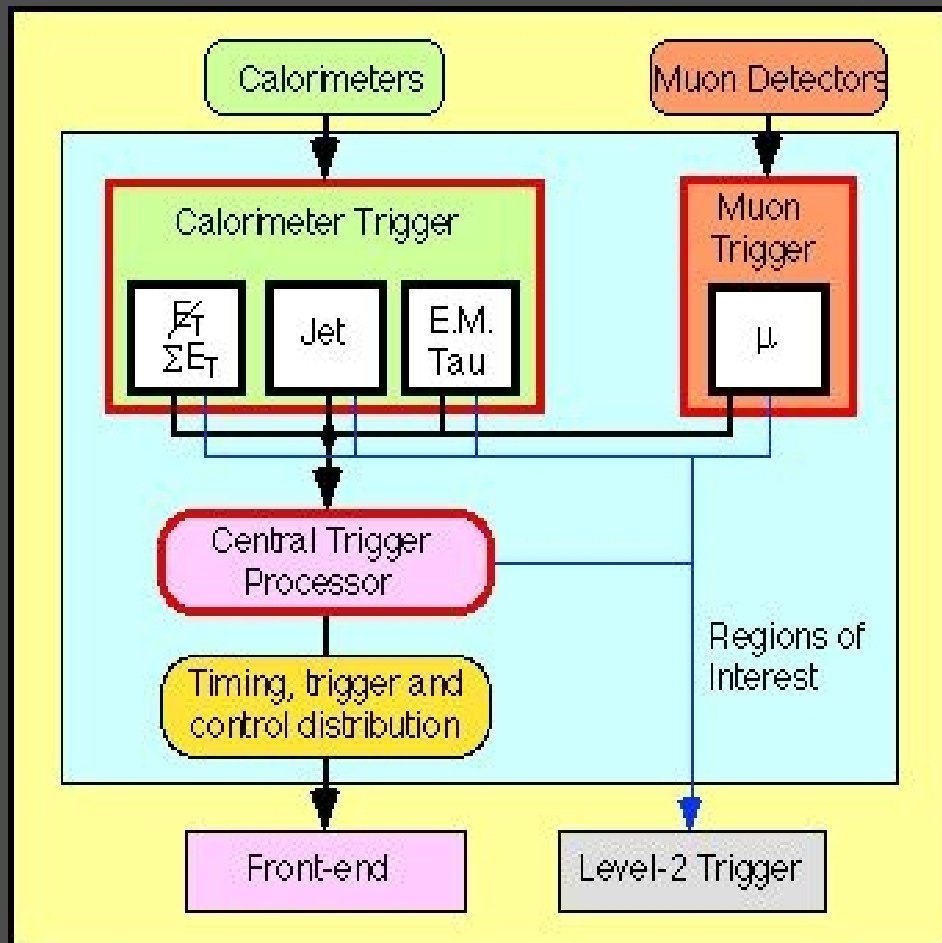 Calorimeters
Muon Detectors
Calorimeter Trigger
Muon
Trigger
E̸T
ΣET
Jet
E.M.
Tau
μ
Central Trigger
Processor
Regions of
Interest
Timing, trigger and
control distribution
Front-end
Level-2 Trigger